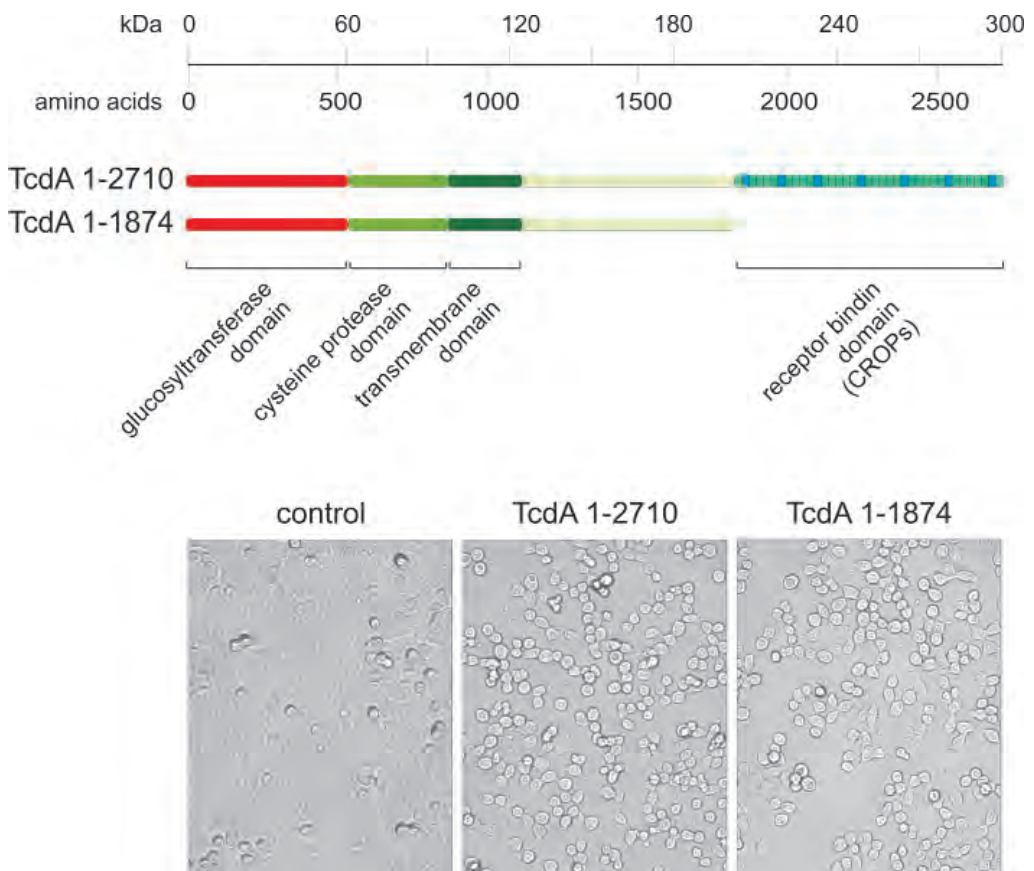 kDa 0 60 120 180 240 300
amino acids 0 500 1000 1500 2000 2500
TcdA 1-2710
TcdA 1-1874
glucosyltransferase
domain
cysteine protease
domain
transmembrane
domain
receptor bindin
domain
(CROPs)
control TcdA 1-2710 TcdA 1-1874